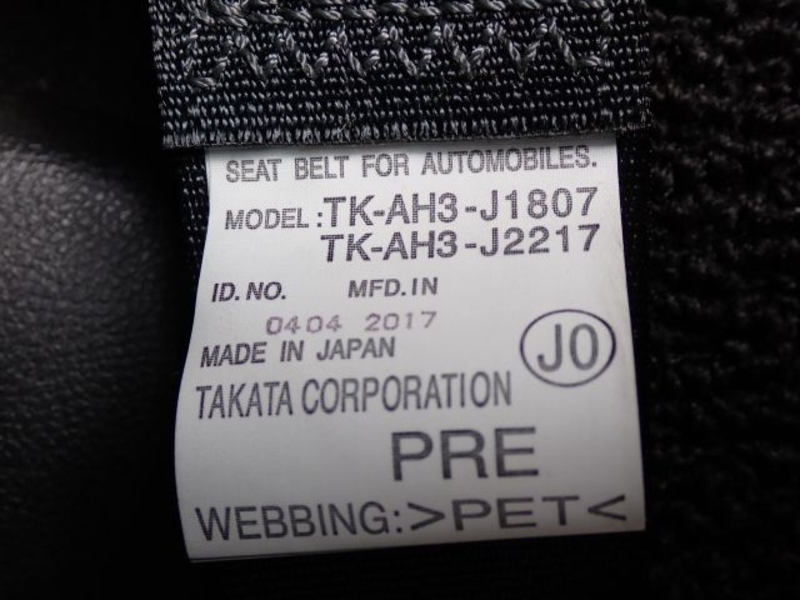 SEAT BELT FOR AUTOMOBILES.
MODEL:TK-AH3-J1807
TK-AH3-J2217
ID. NO. MFD. IN
0404 2017
MADE IN JAPAN
JO
TAKATA CORPORATION
PRE
WEBBING:>PET<